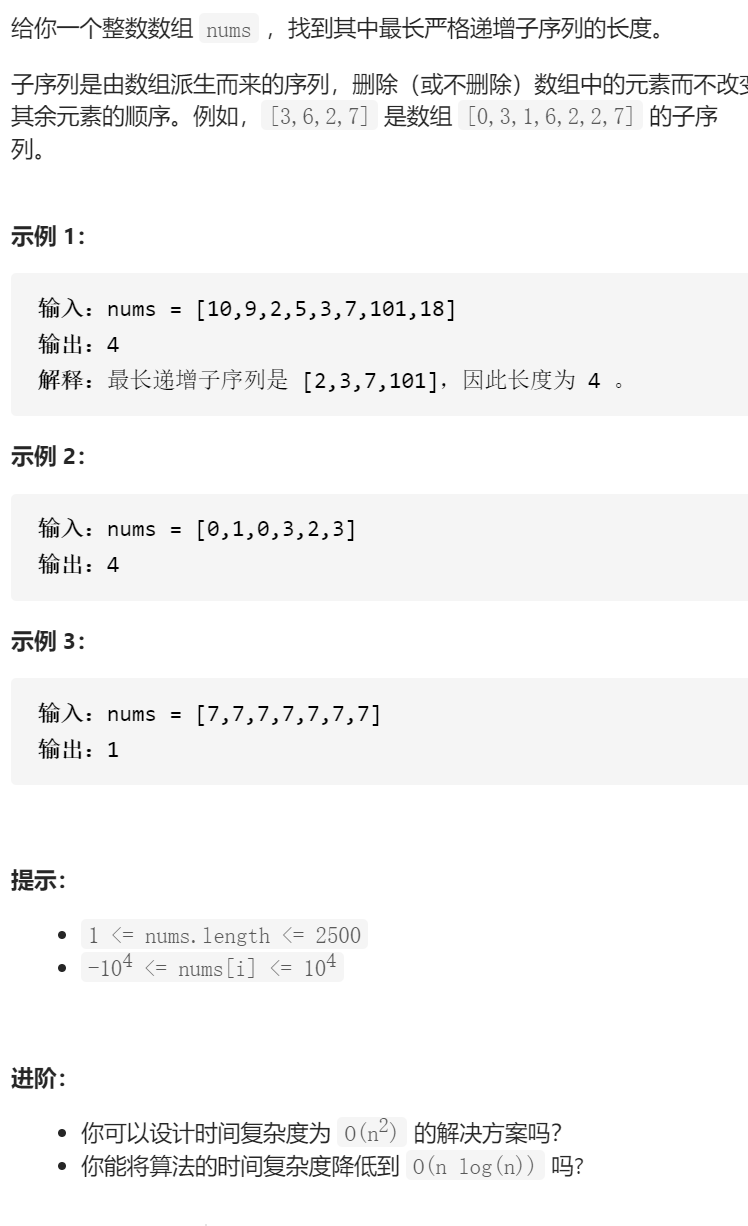 给你一个整数数组 nums ，找到其中最长严格递增子序列的长度。
子序列是由数组派生而来的序列，删除（或不删除）数组中的元素而不改变
其余元素的顺序。例如，[3,6,2,7] 是数组 [0,3,1,6,2,2,7] 的子序
列。
示例 1：
输入：nums = [10,9,2,5,3,7,101,18]
输出：4
解释：最长递增子序列是 [2,3,7,101]，因此长度为 4 。
示例 2：
输入：nums = [0,1,0,3,2,3]
输出：4
示例 3：
输入：nums = [7,7,7,7,7,7,7]
输出：1
提示：
• 1 <= nums.length <= 2500
• -10⁴ <= nums[i] <= 10⁴
进阶：
• 你可以设计时间复杂度为 O(n²) 的解决方案吗？
• 你能将算法的时间复杂度降低到 O(n log(n)) 吗?